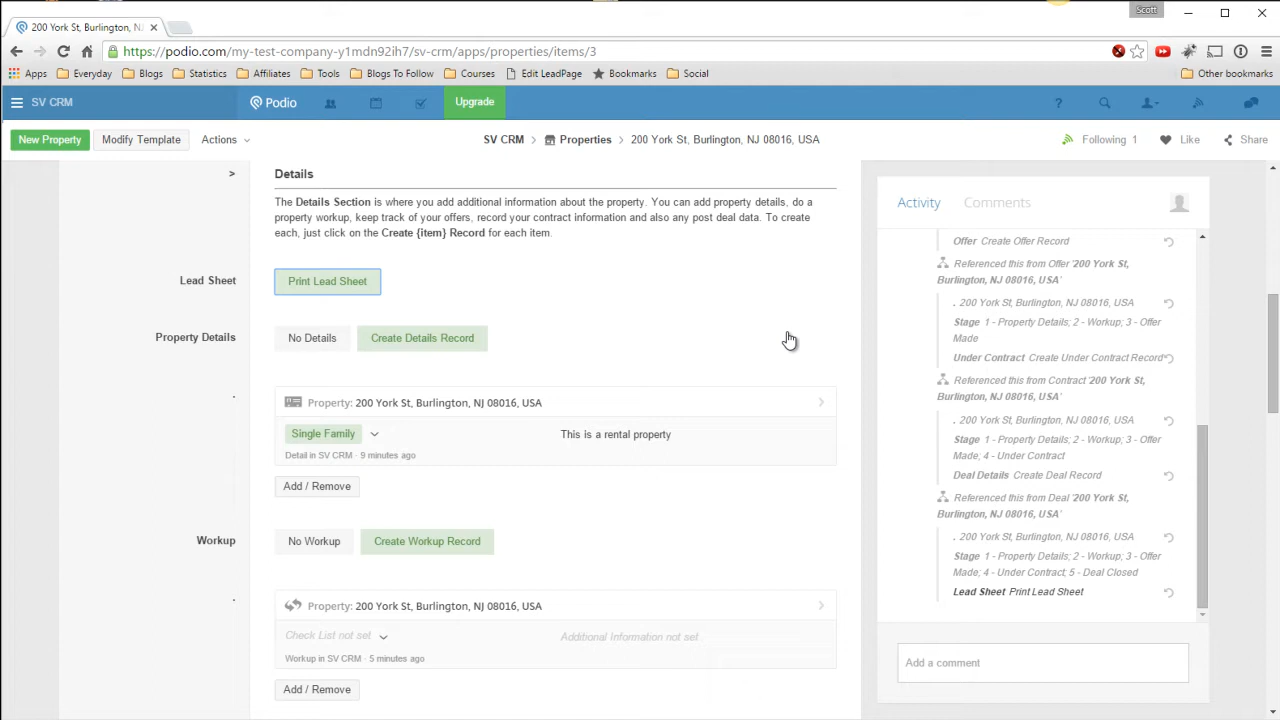 Scott
200 York St, Burlington, NJ
https://podio.com/my-test-company-y1mdn92ih7/sv-crm/apps/properties/items/3
Apps Everyday Blogs Statistics Affiliates Tools Blogs To Follow Courses Edit LeadPage Bookmarks Social Other bookmarks
SV CRM Podio Upgrade ?
New Property Modify Template Actions SV CRM > Properties > 200 York St, Burlington, NJ 08016, USA Following 1 Like Share
> Details
The Details Section is where you add additional information about the property. You can add property details, do a
property workup, keep track of your offers, record your contract information and also any post deal data. To create
each, just click on the Create {item} Record for each item.
Lead Sheet Print Lead Sheet
Property Details No Details Create Details Record
.
Property: 200 York St, Burlington, NJ 08016, USA
Single Family This is a rental property
Detail in SV CRM · 9 minutes ago
Add / Remove
Workup No Workup Create Workup Record
.
Property: 200 York St, Burlington, NJ 08016, USA
Check List not set Additional Information not set
Workup in SV CRM · 5 minutes ago
Add / Remove
Activity Comments
Offer Create Offer Record
Referenced this from Offer '200 York St,
Burlington, NJ 08016, USA'
. 200 York St, Burlington, NJ 08016, USA
Stage 1 - Property Details; 2 - Workup; 3 - Offer
Made
Under Contract Create Under Contract Record
Referenced this from Contract '200 York St,
Burlington, NJ 08016, USA'
. 200 York St, Burlington, NJ 08016, USA
Stage 1 - Property Details; 2 - Workup; 3 - Offer
Made; 4 - Under Contract
Deal Details Create Deal Record
Referenced this from Deal '200 York St,
Burlington, NJ 08016, USA'
. 200 York St, Burlington, NJ 08016, USA
Stage 1 - Property Details; 2 - Workup; 3 - Offer
Made; 4 - Under Contract; 5 - Deal Closed
Lead Sheet Print Lead Sheet
Add a comment